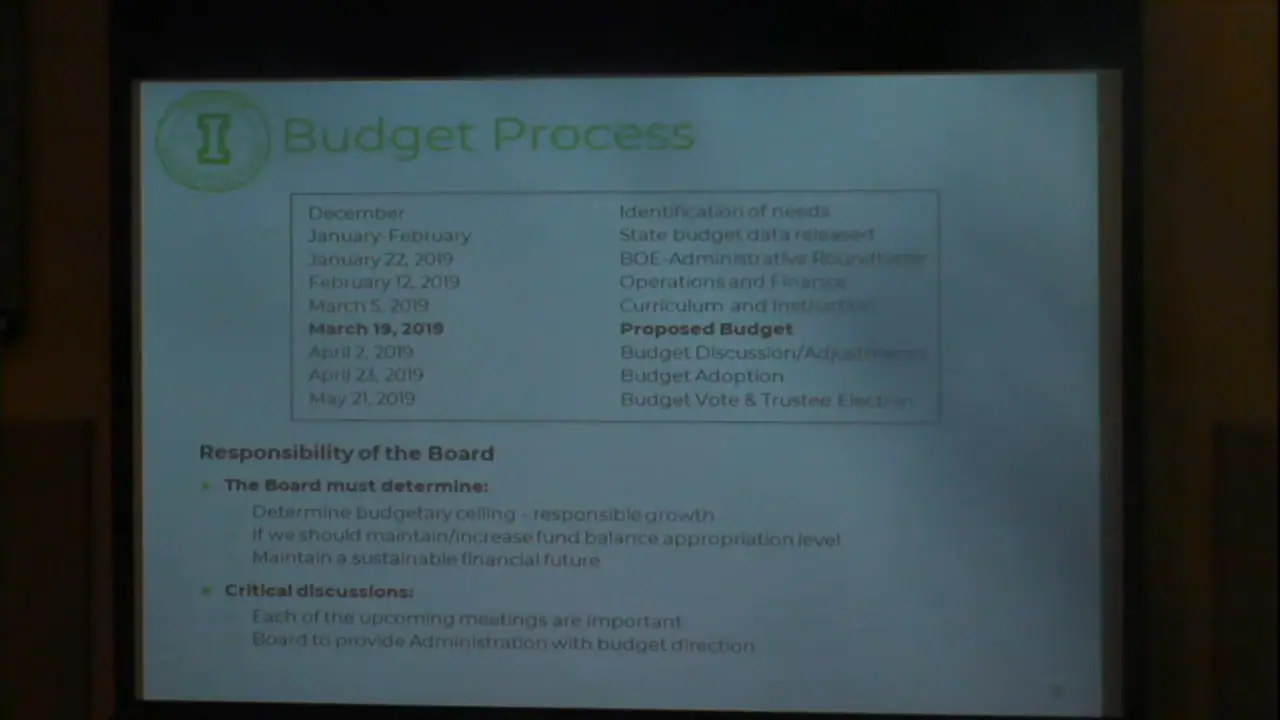 I Budget Process
December Identification of needs
January-February State budget data released
January 22, 2019 BOE-Administrative Roundtable
February 12, 2019 Operations and Finance
March 5, 2019 Curriculum and Instruction
March 19, 2019 Proposed Budget
April 2, 2019 Budget Discussion/Adjustments
April 23, 2019 Budget Adoption
May 21, 2019 Budget Vote & Trustee Election
Responsibility of the Board
The Board must determine:
Determine budgetary ceiling – responsible growth
If we should maintain/increase fund balance appropriation level
Maintain a sustainable financial future
Critical discussions:
Each of the upcoming meetings are important
Board to provide Administration with budget direction